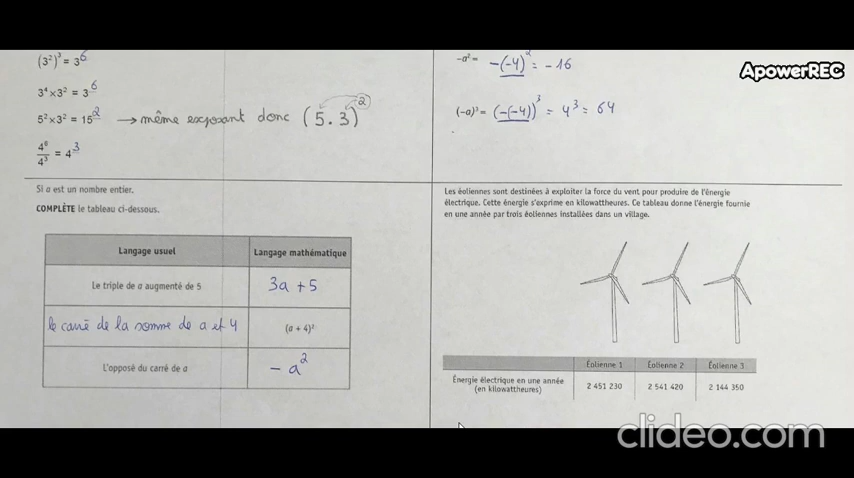 (3²)³ = 3⁶
3⁴ × 3² = 3⁶
5² × 3² = 15² → même exposant donc (5.3)²
4⁶/4³ = 4³
-a² = -(-4)² = -16
(-a)³ = (-(-4))³ = 4³ = 64
ApowerREC
Si a est un nombre entier,
COMPLÈTE le tableau ci-dessous.
Langage usuel Langage mathématique
Le triple de a augmenté de 5 3a + 5
le carré de la somme de a et 4 (a + 4)²
L'opposé du carré de a - a²
Les éoliennes sont destinées à exploiter la force du vent pour produire de l'énergie
électrique. Cette énergie s'exprime en kilowattheures. Ce tableau donne l'énergie fournie
en une année par trois éoliennes installées dans un village.
Éolienne 1 Éolienne 2 Éolienne 3
Énergie électrique en une année
(en kilowattheures) 2 451 230 2 541 420 2 144 350
clideo.com